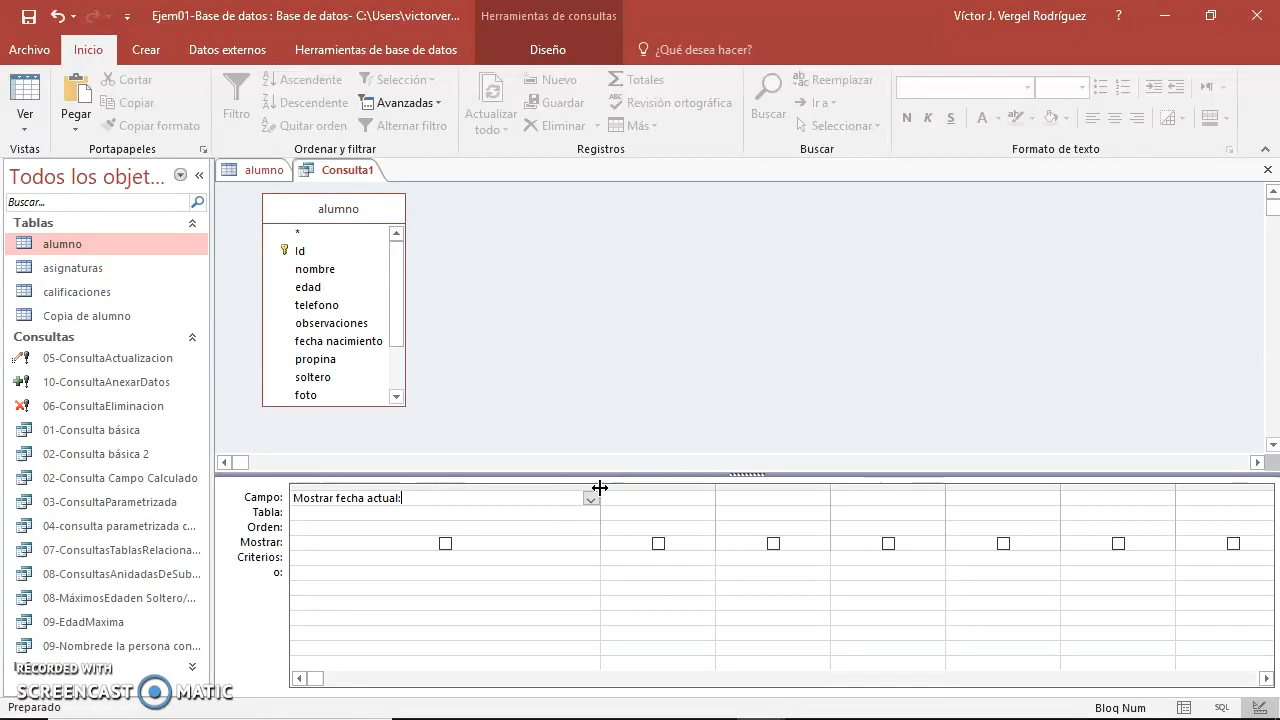 Ejem01-Base de datos : Base de datos- C:\Users\victorver...
Herramientas de consultas
Víctor J. Vergel Rodríguez
?
Archivo
Inicio
Crear
Datos externos
Herramientas de base de datos
Diseño
¿Qué desea hacer?
Ver
Pegar
Cortar
Copiar
Copiar formato
Filtro
Ascendente
Descendente
Quitar orden
Selección
Avanzadas
Alternar filtro
Actualizar
todo
Nuevo
Guardar
Eliminar
Totales
Revisión ortográfica
Más
Buscar
Reemplazar
Ir a
Seleccionar
N K S
Vistas
Portapapeles
Ordenar y filtrar
Registros
Buscar
Formato de texto
Todos los objet...
Buscar...
Tablas
alumno
asignaturas
calificaciones
Copia de alumno
Consultas
05-ConsultaActualizacion
10-ConsultaAnexarDatos
06-ConsultaEliminacion
01-Consulta básica
02-Consulta básica 2
02-Consulta Campo Calculado
03-ConsultaParametrizada
04-consulta parametrizada c...
07-ConsultasTablasRelaciona...
08-ConsultasAnidadasDeSub...
08-MáximosEdaden Soltero/...
09-EdadMaxima
09-Nombrede la persona con...
alumno
Consulta1
alumno
*
Id
nombre
edad
telefono
observaciones
fecha nacimiento
propina
soltero
foto
Campo: Mostrar fecha actual:
Tabla:
Orden:
Mostrar:
Criterios:
o:
RECORDED WITH
SCREENCAST MATIC
Preparado
Bloq Num
SQL